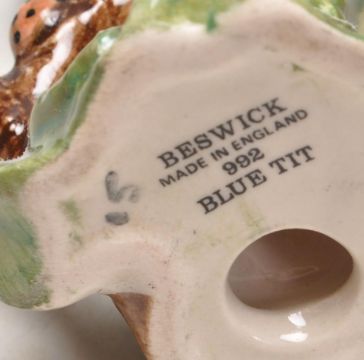 BESWICK
MADE IN ENGLAND
992
BLUE TIT